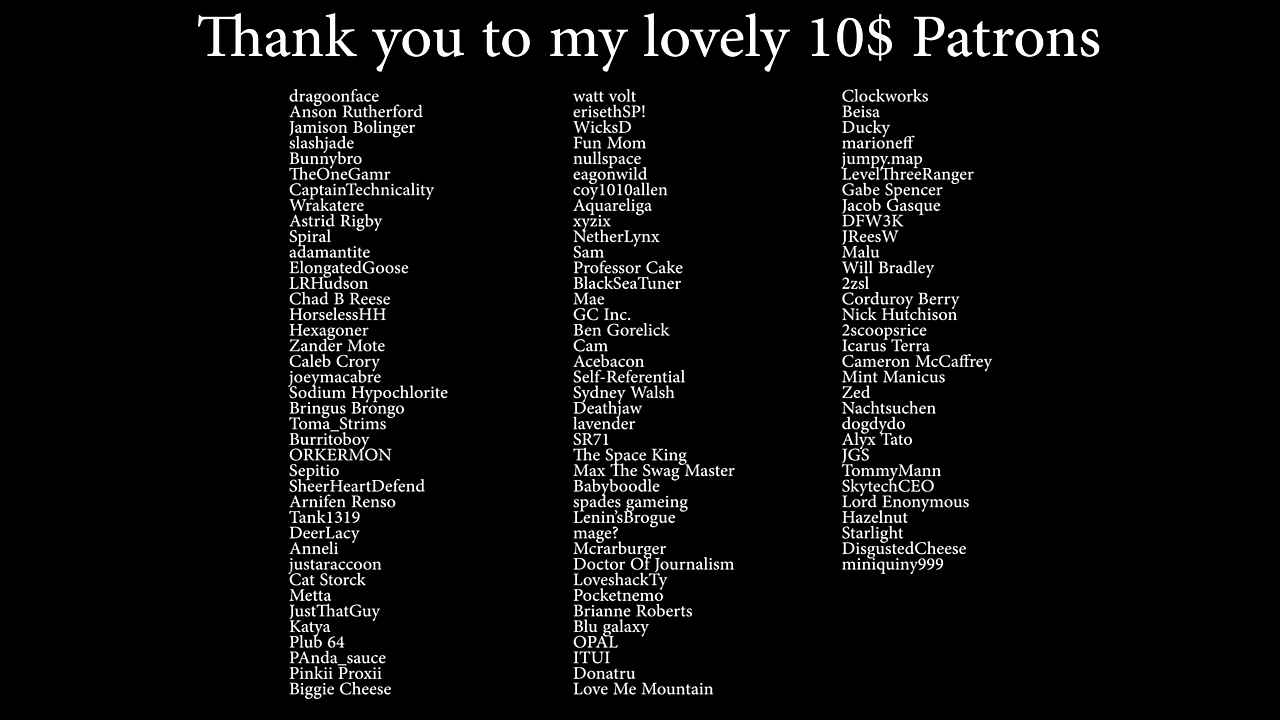 Thank you to my lovely 10$ Patrons
dragoonface
Anson Rutherford
Jamison Bolinger
slashjade
Bunnybro
TheOneGamr
CaptainTechnicality
Wrakatere
Astrid Rigby
Spiral
adamantite
ElongatedGoose
LRHudson
Chad B Reese
HorselessHH
Hexagoner
Zander Mote
Caleb Crory
joeymacabre
Sodium Hypochlorite
Bringus Brongo
Toma_Strims
Burritoboy
ORKERMON
Sepitio
SheerHeartDefend
Arnifen Renso
Tank1319
DeerLacy
Anneli
justaraccoon
Cat Storck
Metta
JustThatGuy
Katya
Plub 64
PAnda_sauce
Pinkii Proxii
Biggie Cheese
watt volt
erisethSP!
WicksD
Fun Mom
nullspace
eagonwild
coy1010allen
Aquareliga
xyzix
NetherLynx
Sam
Professor Cake
BlackSeaTuner
Mae
GC Inc.
Ben Gorelick
Cam
Acebacon
Self-Referential
Sydney Walsh
Deathjaw
lavender
SR71
The Space King
Max The Swag Master
Babyboodle
spades gameing
Lenin'sBrogue
mage?
Mcrarburger
Doctor Of Journalism
LoveshackTy
Pocketnemo
Brianne Roberts
Blu galaxy
OPAL
ITUI
Donatru
Love Me Mountain
Clockworks
Beisa
Ducky
marioneff
jumpy.map
LevelThreeRanger
Gabe Spencer
Jacob Gasque
DFW3K
JReesW
Malu
Will Bradley
2zsl
Corduroy Berry
Nick Hutchison
2scoopsrice
Icarus Terra
Cameron McCaffrey
Mint Manicus
Zed
Nachtsuchen
dogdydo
Alyx Tato
JGS
TommyMann
SkytechCEO
Lord Enonymous
Hazelnut
Starlight
DisgustedCheese
miniquiny999